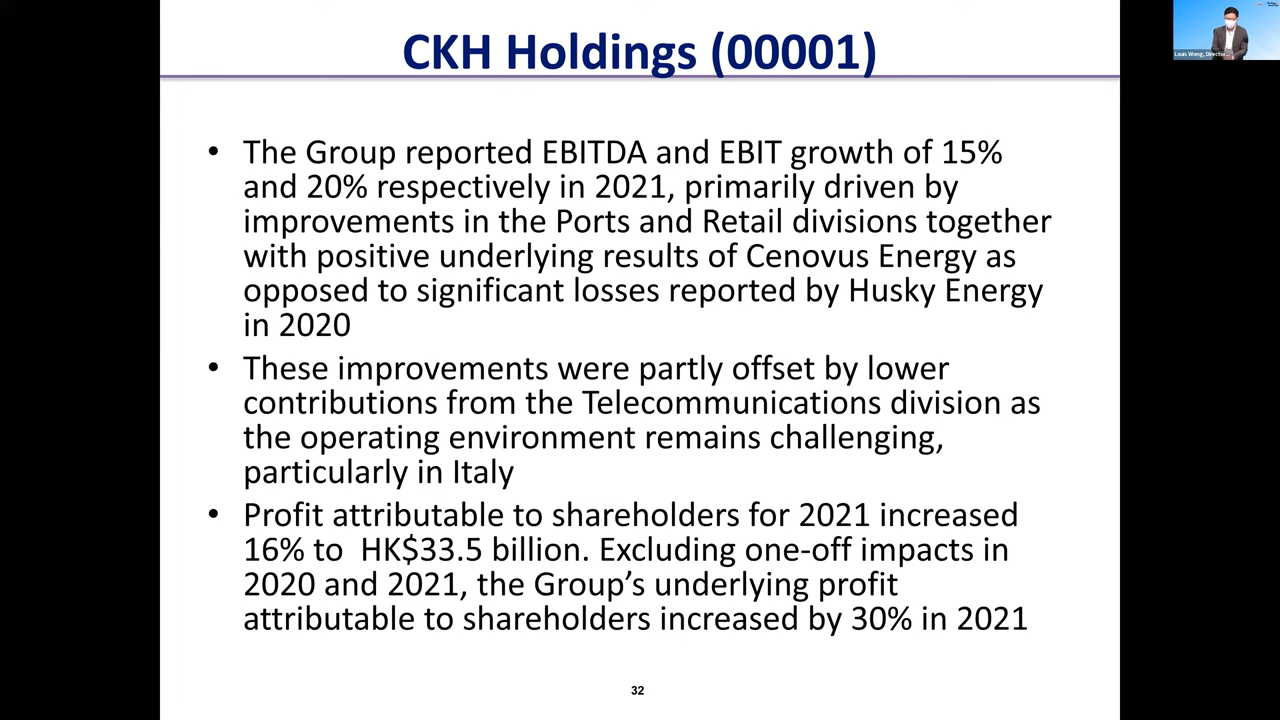 CKH Holdings (00001)
Louis Wong, Director...
• The Group reported EBITDA and EBIT growth of 15%
and 20% respectively in 2021, primarily driven by
improvements in the Ports and Retail divisions together
with positive underlying results of Cenovus Energy as
opposed to significant losses reported by Husky Energy
in 2020
• These improvements were partly offset by lower
contributions from the Telecommunications division as
the operating environment remains challenging,
particularly in Italy
• Profit attributable to shareholders for 2021 increased
16% to  HK$33.5 billion. Excluding one-off impacts in
2020 and 2021, the Group’s underlying profit
attributable to shareholders increased by 30% in 2021
32